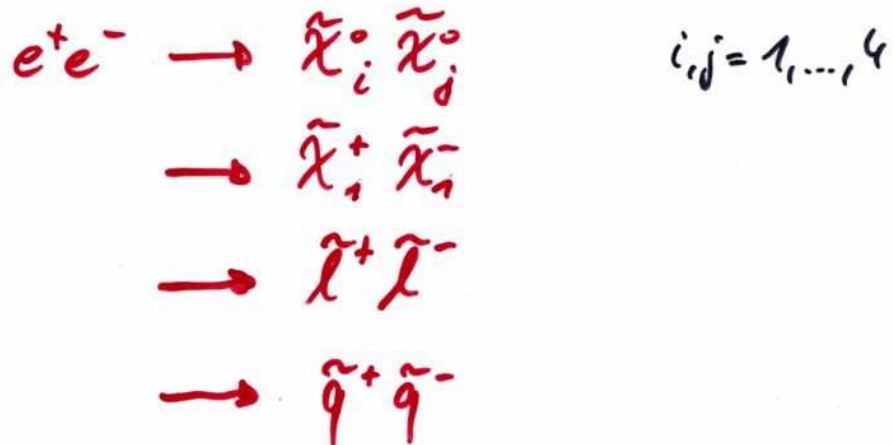 e⁺e⁻ → χ̃⁰ᵢ χ̃⁰ⱼ i,j = 1,...,4
→ χ̃⁺₁ χ̃⁻₁
→ l̃⁺ l̃⁻
→ q̃⁺ q̃⁻